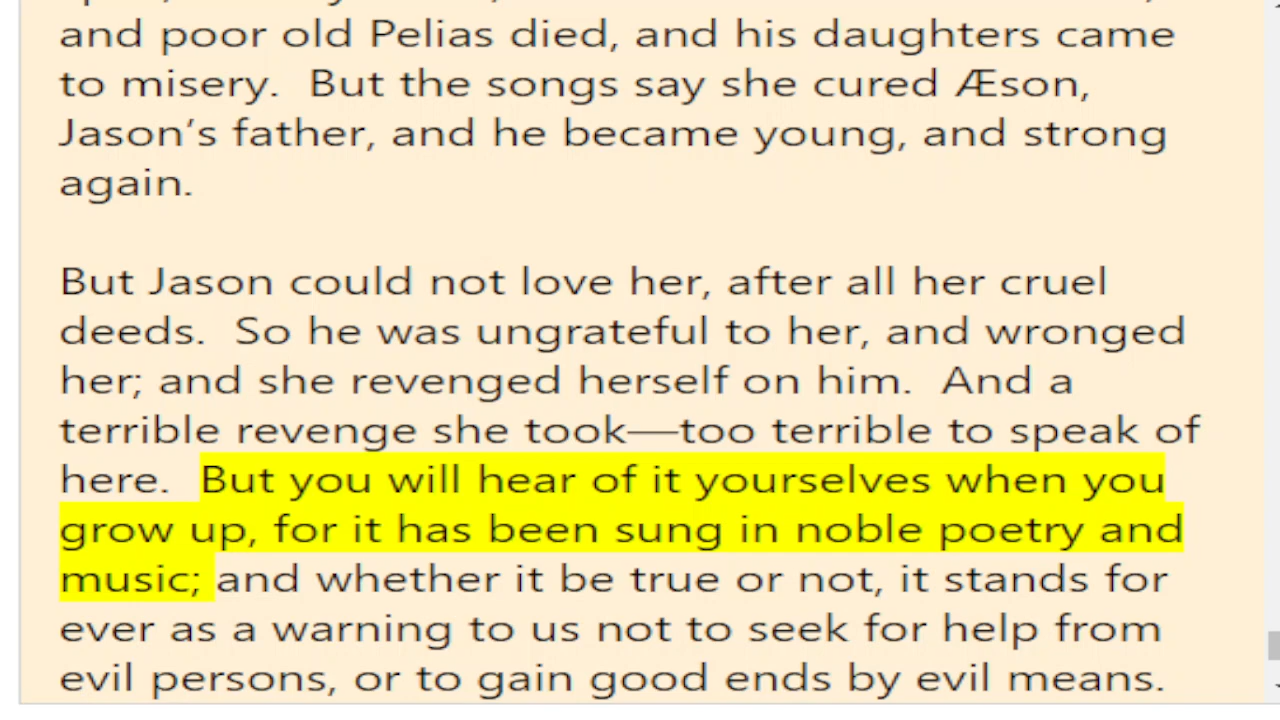 and poor old Pelias died, and his daughters came
to misery.  But the songs say she cured Æson,
Jason’s father, and he became young, and strong
again.
But Jason could not love her, after all her cruel
deeds.  So he was ungrateful to her, and wronged
her; and she revenged herself on him.  And a
terrible revenge she took—too terrible to speak of
here.  But you will hear of it yourselves when you
grow up, for it has been sung in noble poetry and
music; and whether it be true or not, it stands for
ever as a warning to us not to seek for help from
evil persons, or to gain good ends by evil means.